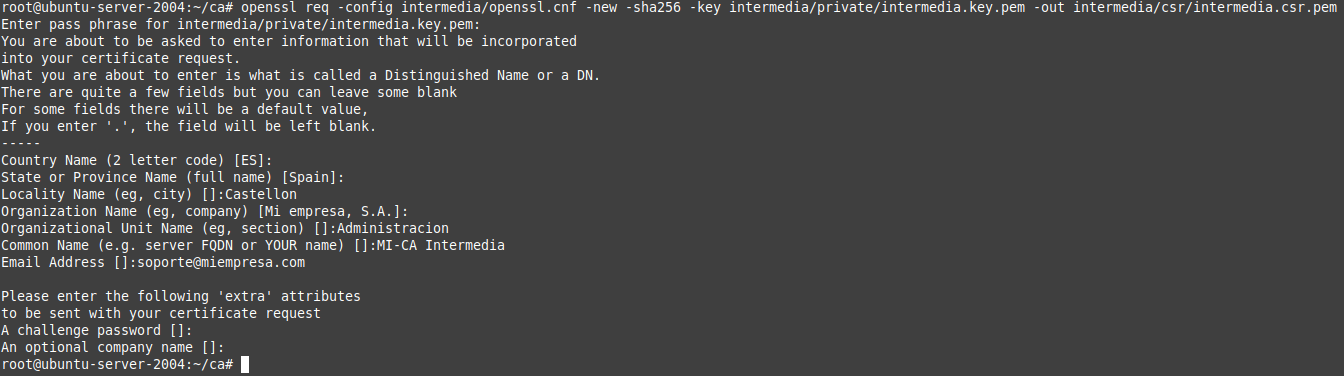 root@ubuntu-server-2004:~/ca# openssl req -config intermedia/openssl.cnf -new -sha256 -key intermedia/private/intermedia.key.pem -out intermedia/csr/intermedia.csr.pem
Enter pass phrase for intermedia/private/intermedia.key.pem:
You are about to be asked to enter information that will be incorporated
into your certificate request.
What you are about to enter is what is called a Distinguished Name or a DN.
There are quite a few fields but you can leave some blank
For some fields there will be a default value,
If you enter '.', the field will be left blank.
-----
Country Name (2 letter code) [ES]:
State or Province Name (full name) [Spain]:
Locality Name (eg, city) []:Castellon
Organization Name (eg, company) [Mi empresa, S.A.]:
Organizational Unit Name (eg, section) []:Administracion
Common Name (e.g. server FQDN or YOUR name) []:MI-CA Intermedia
Email Address []:soporte@miempresa.com
Please enter the following 'extra' attributes
to be sent with your certificate request
A challenge password []:
An optional company name []:
root@ubuntu-server-2004:~/ca#